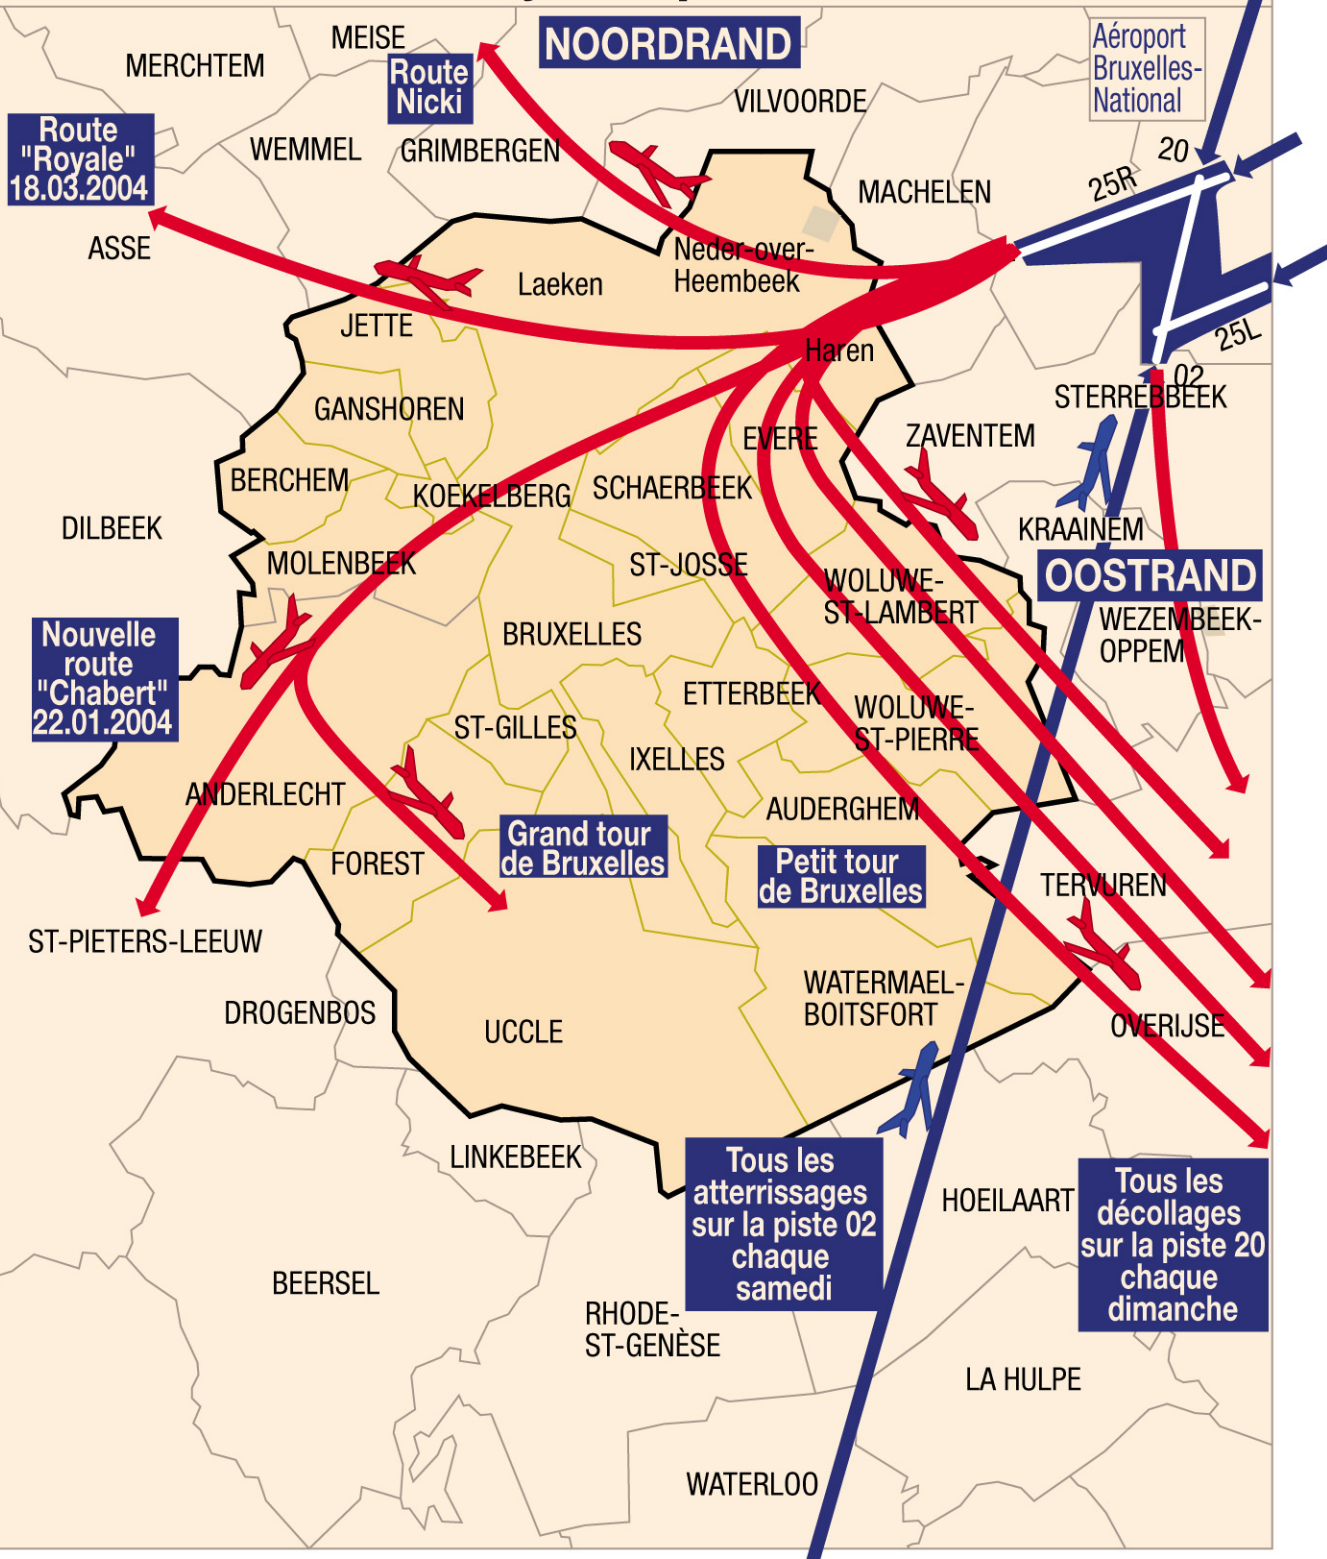 NOORDRAND
MEISE
MERCHTEM
Route
Nicki
Aéroport
Bruxelles-
National
VILVOORDE
Route
"Royale"
18.03.2004
WEMMEL
GRIMBERGEN
20
25R
MACHELEN
ASSE
Neder-over-
Heembeek
Laeken
JETTE
25L
Haren
02
STERREBBEEK
GANSHOREN
EVERE
ZAVENTEM
BERCHEM
KOEKELBERG
SCHAERBEEK
DILBEEK
KRAAINEM
MOLENBEEK
ST-JOSSE
OOSTRAND
WOLUWE-
ST-LAMBERT
WEZEMBEEK-
OPPEM
Nouvelle
route
"Chabert"
22.01.2004
BRUXELLES
ETTERBEEK
WOLUWE-
ST-PIERRE
ST-GILLES
IXELLES
ANDERLECHT
AUDERGHEM
Grand tour
de Bruxelles
FOREST
Petit tour
de Bruxelles
TERVUREN
ST-PIETERS-LEEUW
WATERMAEL-
BOITSFORT
DROGENBOS
UCCLE
OVERIJSE
LINKEBEEK
Tous les
atterrissages
sur la piste 02
chaque
samedi
HOEILAART
Tous les
décollages
sur la piste 20
chaque
dimanche
BEERSEL
RHODE-
ST-GENÈSE
LA HULPE
WATERLOO